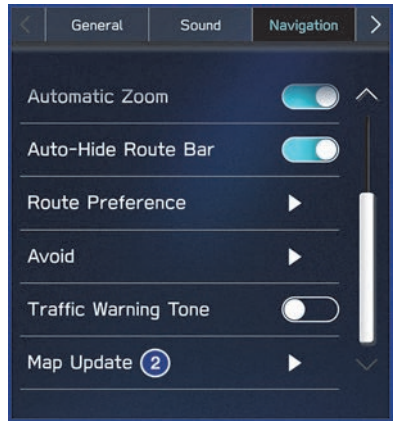 General Sound Navigation
Automatic Zoom
Auto-Hide Route Bar
Route Preference
Avoid
Traffic Warning Tone
Map Update 2